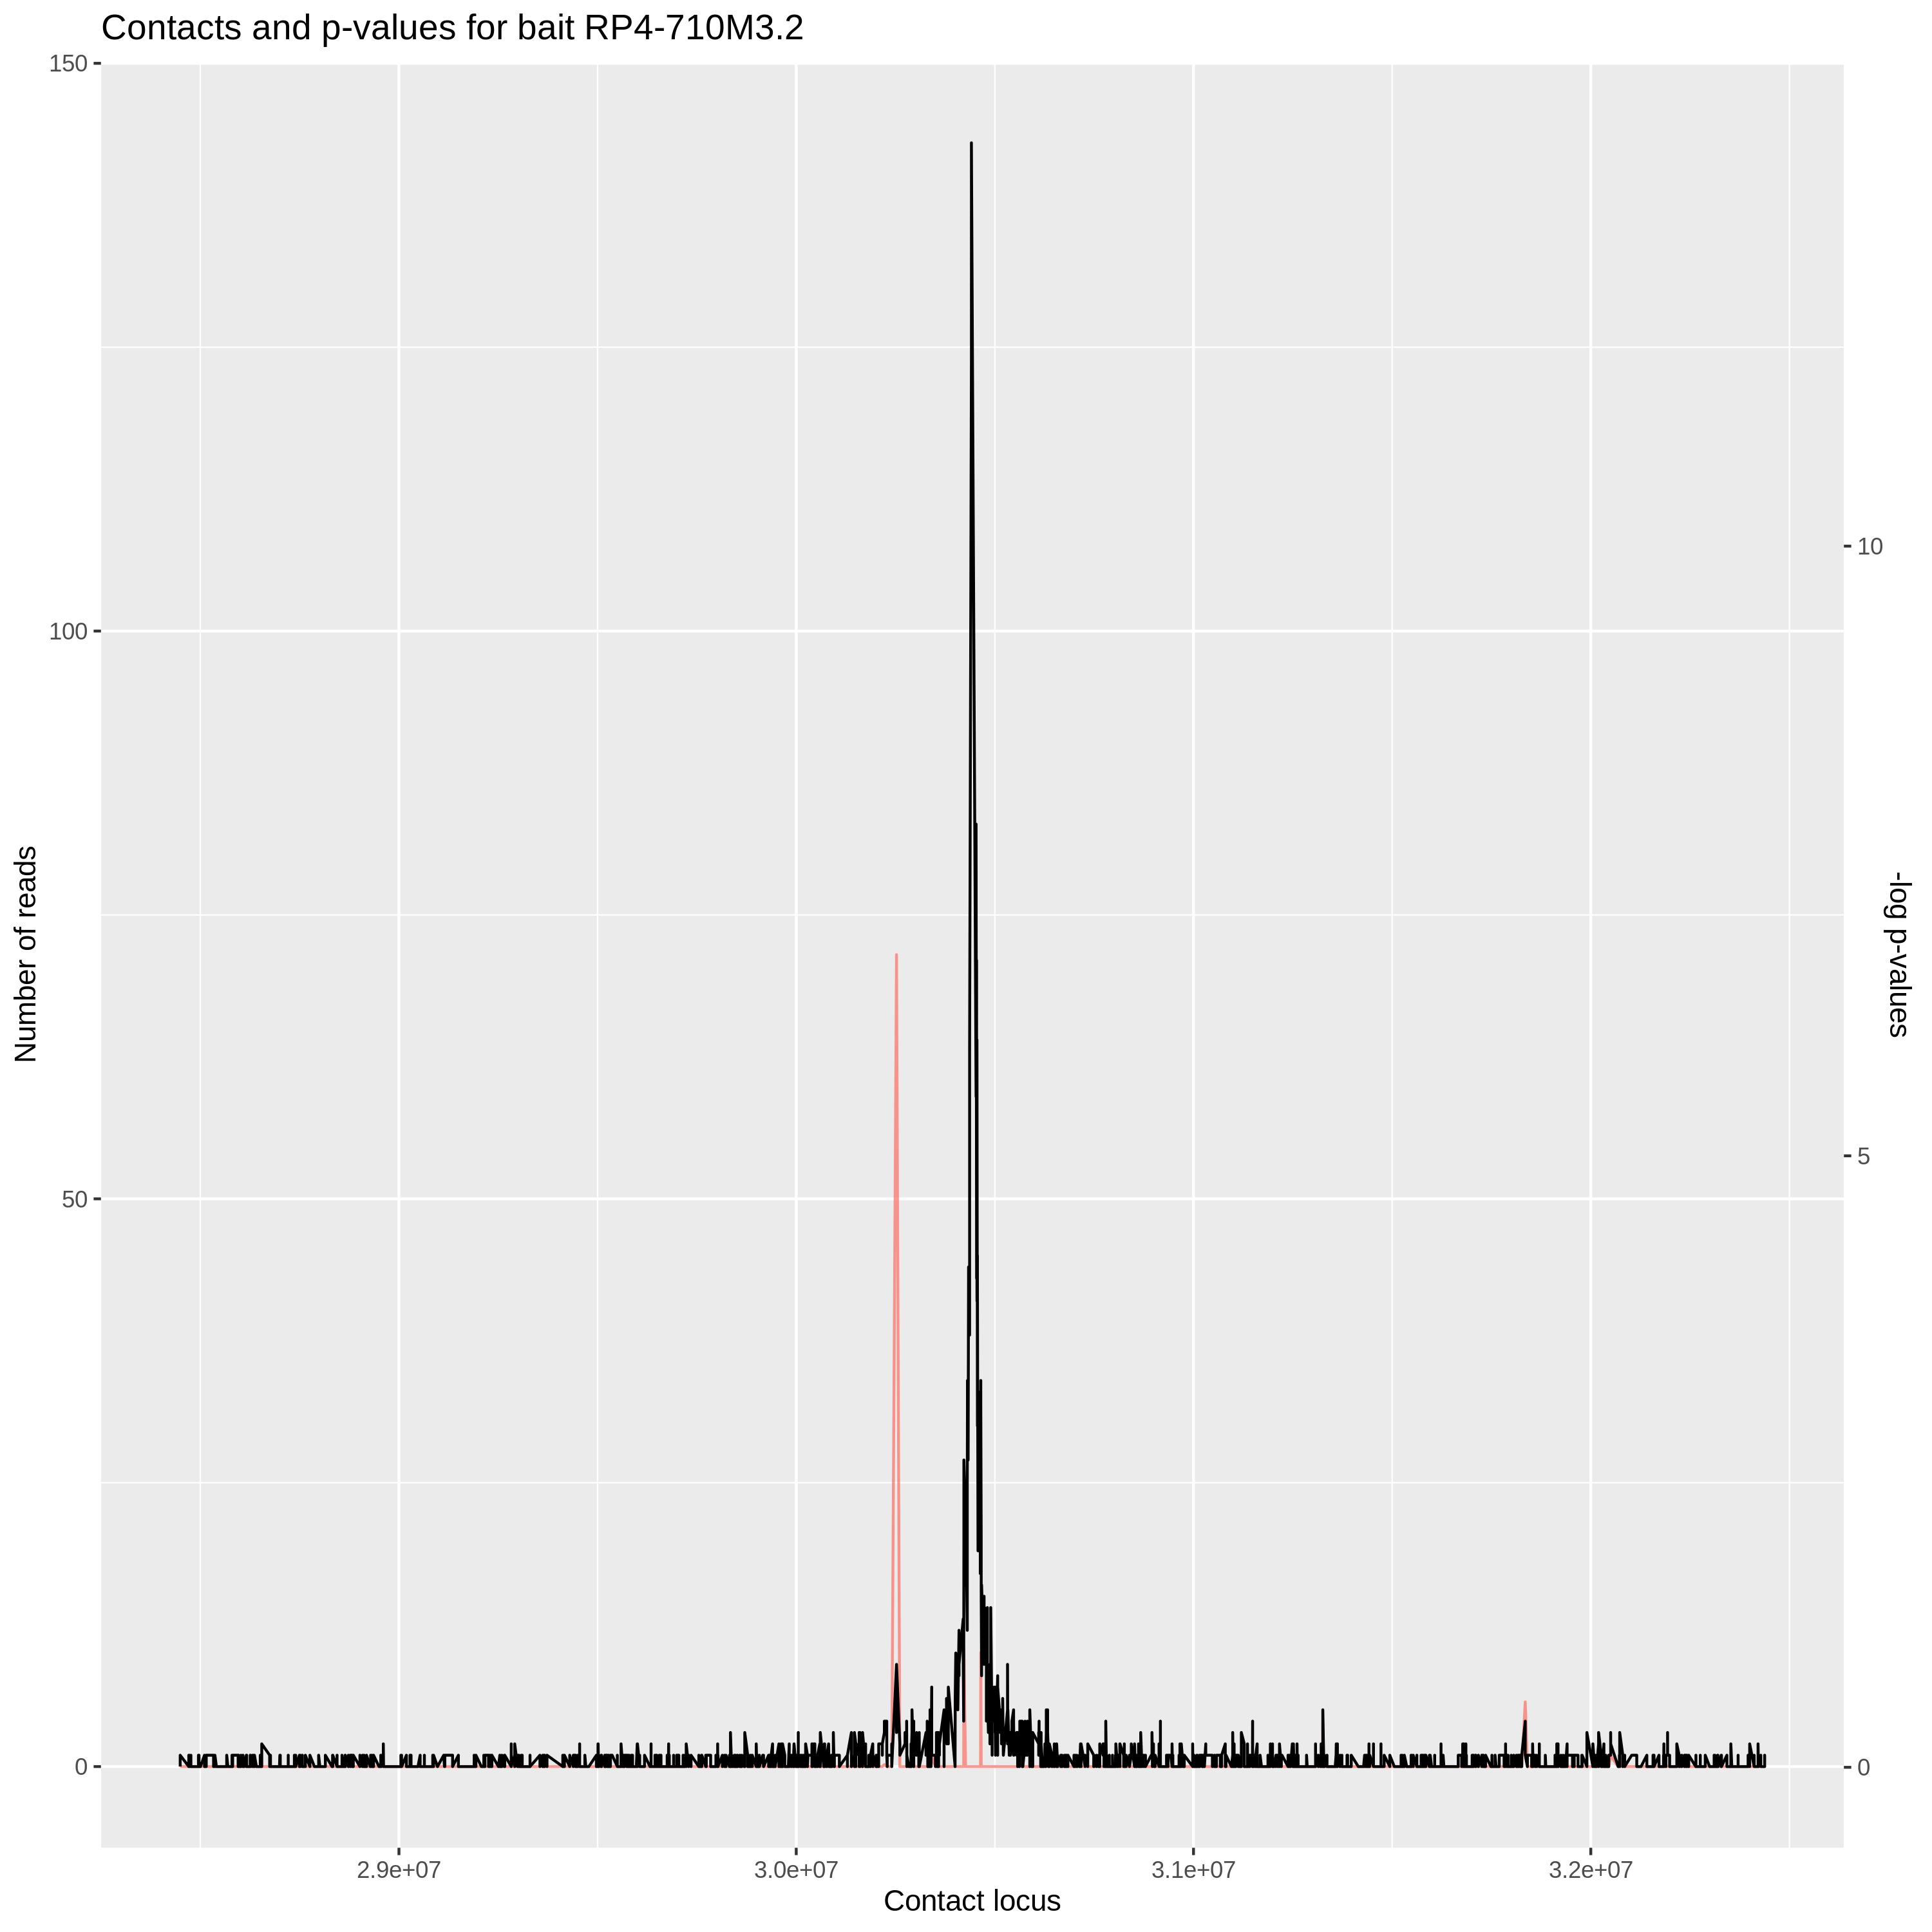 Contacts and p-values for bait RP4-710M3.2
150
100
50
0
Number of reads
10
5
0
-log p-values
2.9e+07 3.0e+07 3.1e+07 3.2e+07
Contact locus